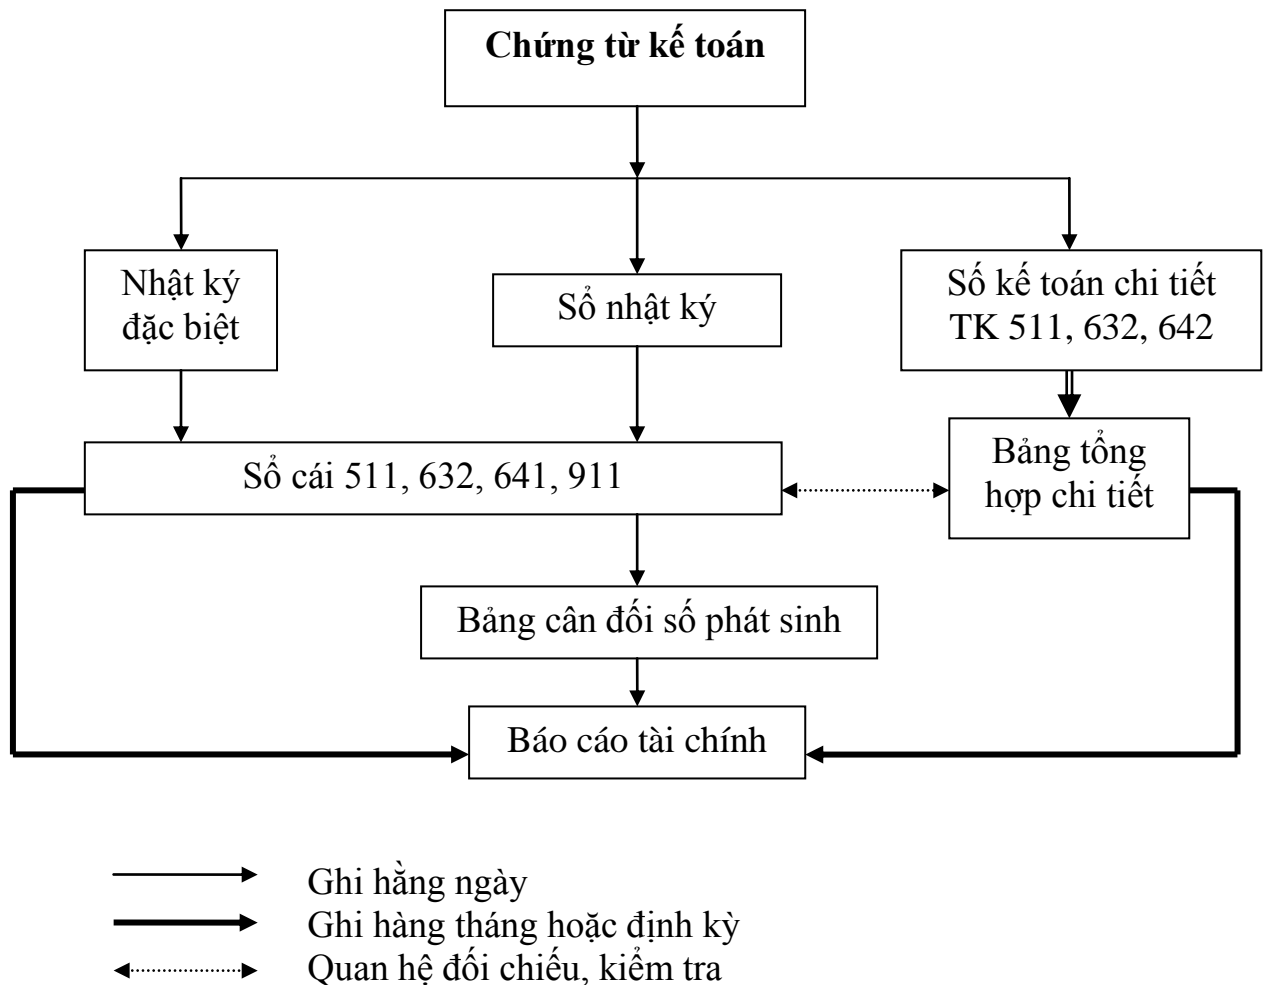 Chứng từ kế toán
Nhật ký
đặc biệt
Sổ nhật ký
Số kế toán chi tiết
TK 511, 632, 642
Sổ cái 511, 632, 641, 911
Bảng tổng
hợp chi tiết
Bảng cân đối số phát sinh
Báo cáo tài chính
Ghi hằng ngày
Ghi hàng tháng hoặc định kỳ
Quan hệ đối chiếu, kiểm tra